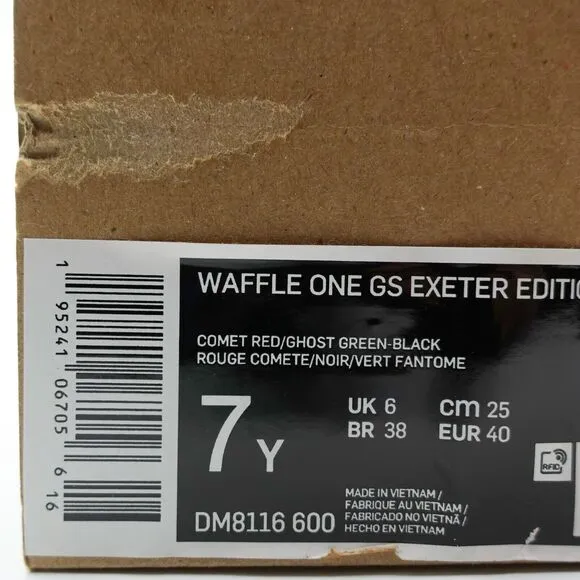 WAFFLE ONE GS EXETER EDITIO
COMET RED/GHOST GREEN-BLACK
ROUGE COMETE/NOIR/VERT FANTOME
7 Y
UK 6 cm 25
BR 38 EUR 40
RFID
DM8116 600
MADE IN VIETNAM /
FABRIQUE AU VIETNAM /
FABRICADO NO VIETNÃ /
HECHO EN VIETNAM
1 95241 06705 6 16